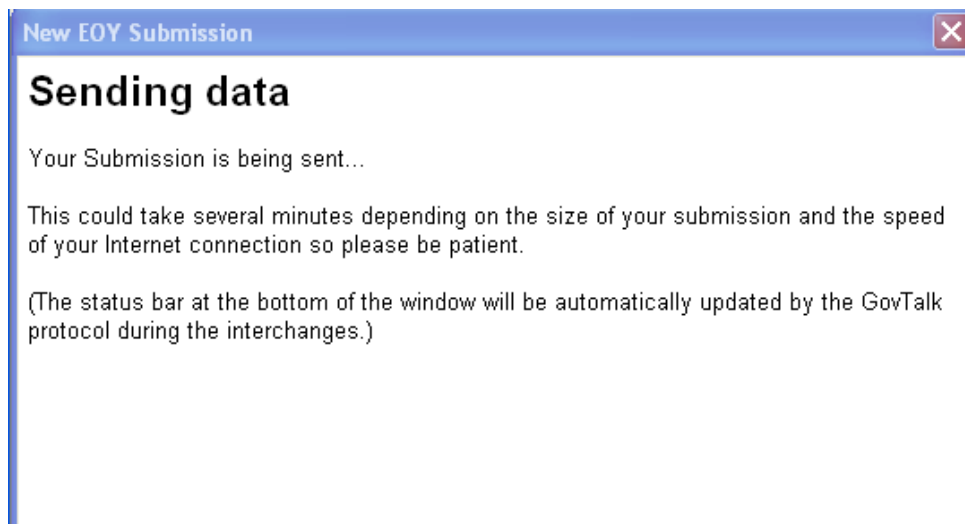 New EOY Submission
Sending data
Your Submission is being sent...
This could take several minutes depending on the size of your submission and the speed
of your Internet connection so please be patient.
(The status bar at the bottom of the window will be automatically updated by the GovTalk
protocol during the interchanges.)